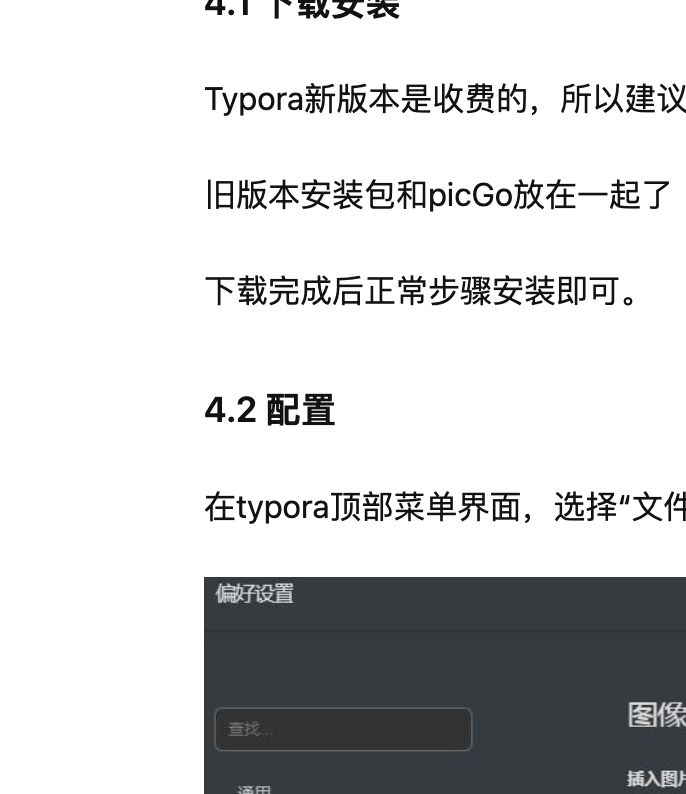 4.1 下载安装
Typora新版本是收费的，所以建议
旧版本安装包和picGo放在一起了
下载完成后正常步骤安装即可。
4.2 配置
在typora顶部菜单界面，选择“文件
偏好设置
图像
查找...
插入图片
通用